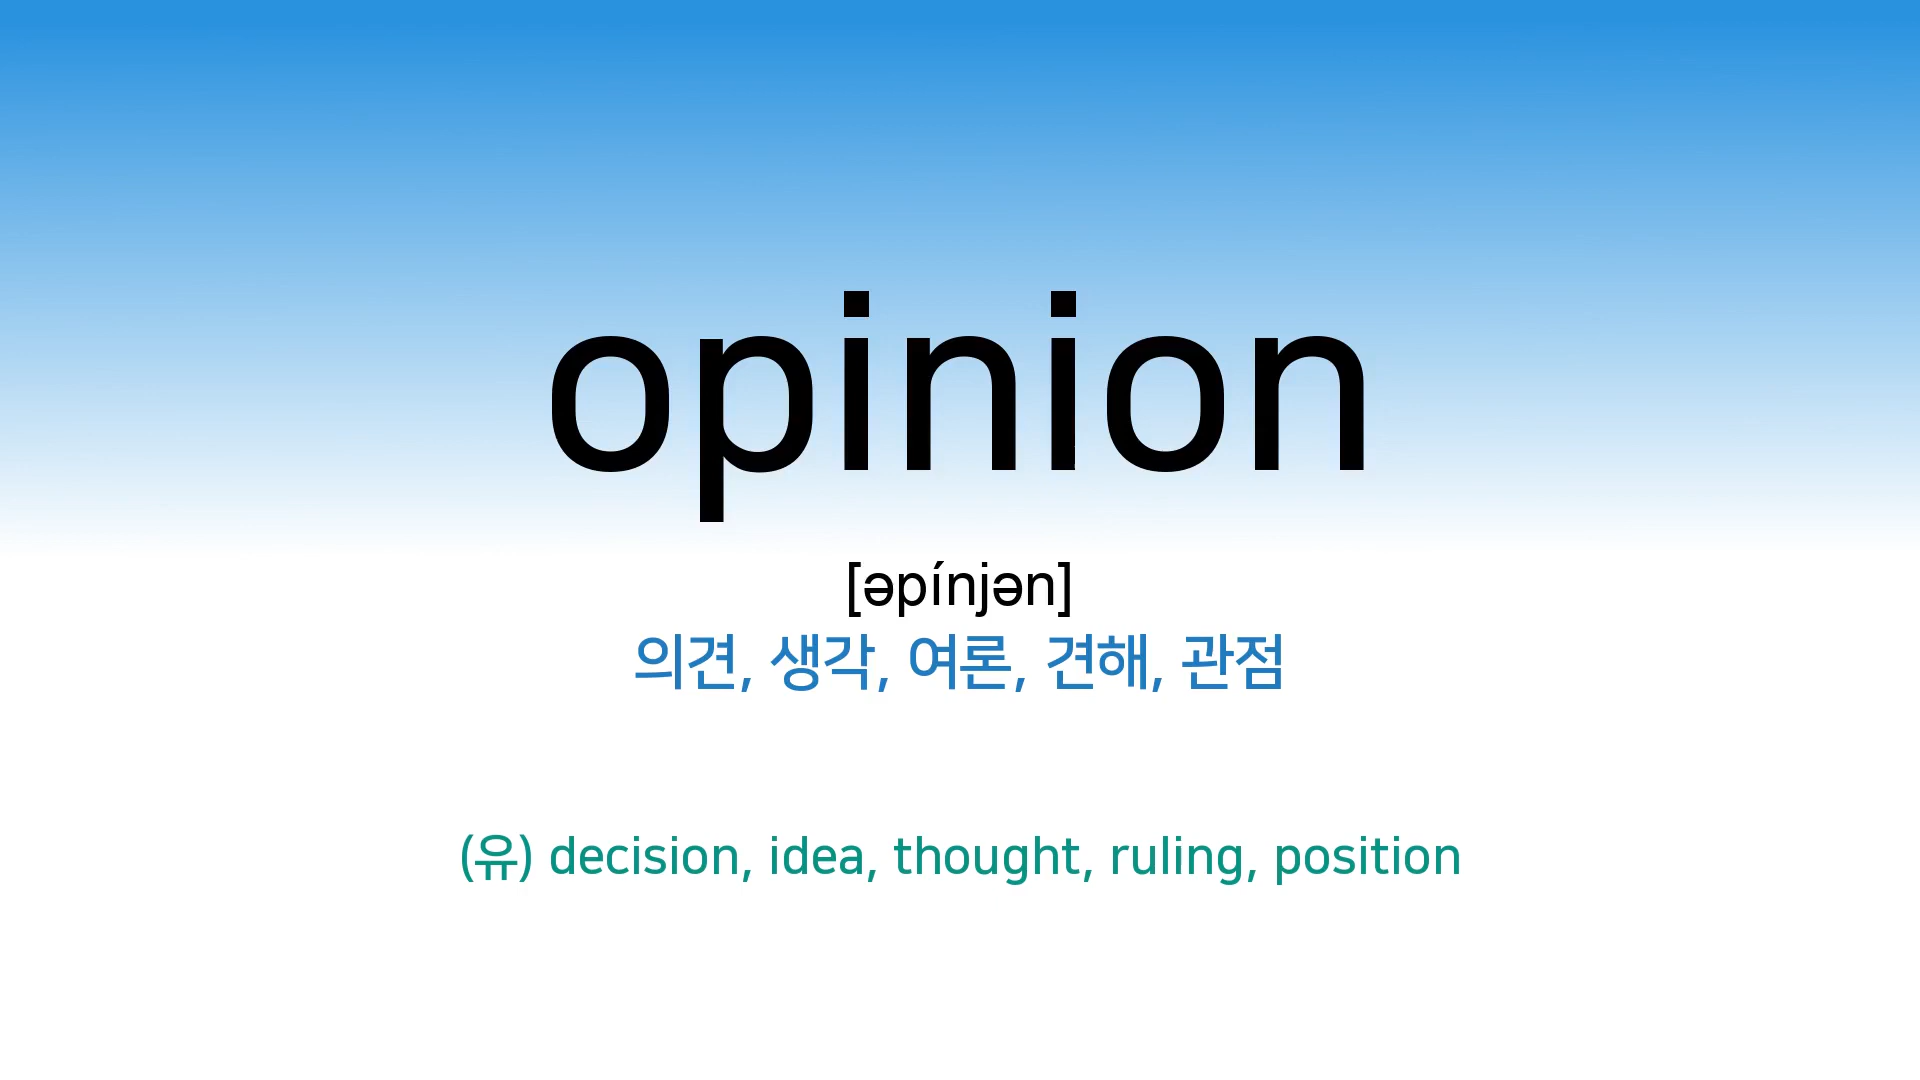 opinion
[əpínjən]
의견, 생각, 여론, 견해, 관점
(유) decision, idea, thought, ruling, position